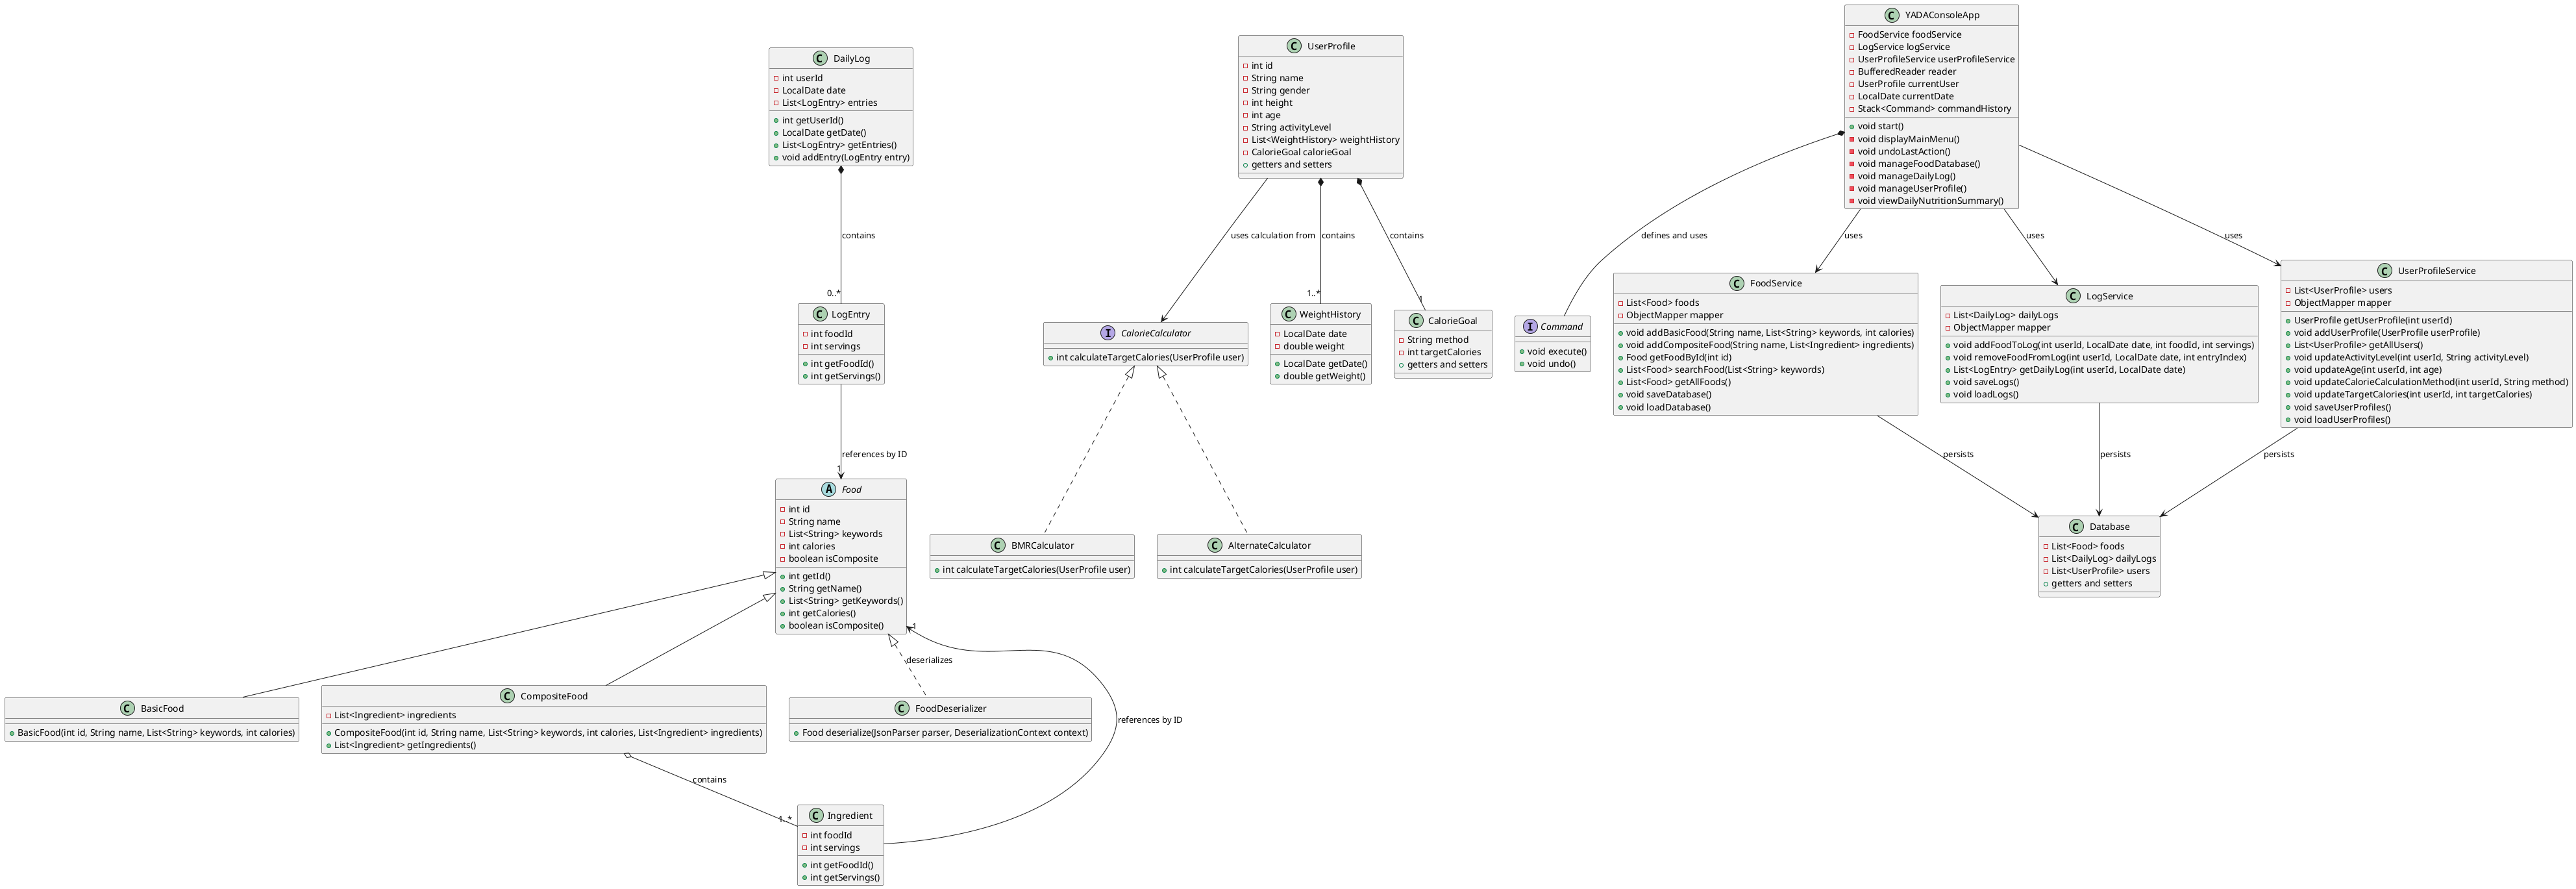 YADAConsoleApp
FoodService foodService
LogService logService
UserProfileService userProfileService
BufferedReader reader
UserProfile currentUser
LocalDate currentDate
Stack<Command> commandHistory
void start()
void displayMainMenu()
void undoLastAction()
void manageFoodDatabase()
void manageDailyLog()
void manageUserProfile()
void viewDailyNutritionSummary()
UserProfile
int id
String name
String gender
int height
int age
String activityLevel
List<WeightHistory> weightHistory
CalorieGoal calorieGoal
getters and setters
DailyLog
int userId
LocalDate date
List<LogEntry> entries
int getUserId()
LocalDate getDate()
List<LogEntry> getEntries()
void addEntry(LogEntry entry)
contains
0..*
uses calculation from
contains
1..*
contains
1
defines and uses
uses
uses
uses
LogEntry
int foodId
int servings
int getFoodId()
int getServings()
CalorieCalculator
int calculateTargetCalories(UserProfile user)
WeightHistory
LocalDate date
double weight
LocalDate getDate()
double getWeight()
CalorieGoal
String method
int targetCalories
getters and setters
Command
void execute()
void undo()
FoodService
List<Food> foods
ObjectMapper mapper
void addBasicFood(String name, List<String> keywords, int calories)
void addCompositeFood(String name, List<Ingredient> ingredients)
Food getFoodById(int id)
List<Food> searchFood(List<String> keywords)
List<Food> getAllFoods()
void saveDatabase()
void loadDatabase()
LogService
List<DailyLog> dailyLogs
ObjectMapper mapper
void addFoodToLog(int userId, LocalDate date, int foodId, int servings)
void removeFoodFromLog(int userId, LocalDate date, int entryIndex)
List<LogEntry> getDailyLog(int userId, LocalDate date)
void saveLogs()
void loadLogs()
UserProfileService
List<UserProfile> users
ObjectMapper mapper
UserProfile getUserProfile(int userId)
void addUserProfile(UserProfile userProfile)
List<UserProfile> getAllUsers()
void updateActivityLevel(int userId, String activityLevel)
void updateAge(int userId, int age)
void updateCalorieCalculationMethod(int userId, String method)
void updateTargetCalories(int userId, int targetCalories)
void saveUserProfiles()
void loadUserProfiles()
references by ID
1
persists
persists
persists
Food
int id
String name
List<String> keywords
int calories
boolean isComposite
int getId()
String getName()
List<String> getKeywords()
int getCalories()
boolean isComposite()
BMRCalculator
int calculateTargetCalories(UserProfile user)
AlternateCalculator
int calculateTargetCalories(UserProfile user)
Database
List<Food> foods
List<DailyLog> dailyLogs
List<UserProfile> users
getters and setters
1
deserializes
BasicFood
BasicFood(int id, String name, List<String> keywords, int calories)
CompositeFood
List<Ingredient> ingredients
CompositeFood(int id, String name, List<String> keywords, int calories, List<Ingredient> ingredients)
List<Ingredient> getIngredients()
FoodDeserializer
Food deserialize(JsonParser parser, DeserializationContext context)
references by ID
contains
1..*
Ingredient
int foodId
int servings
int getFoodId()
int getServings()